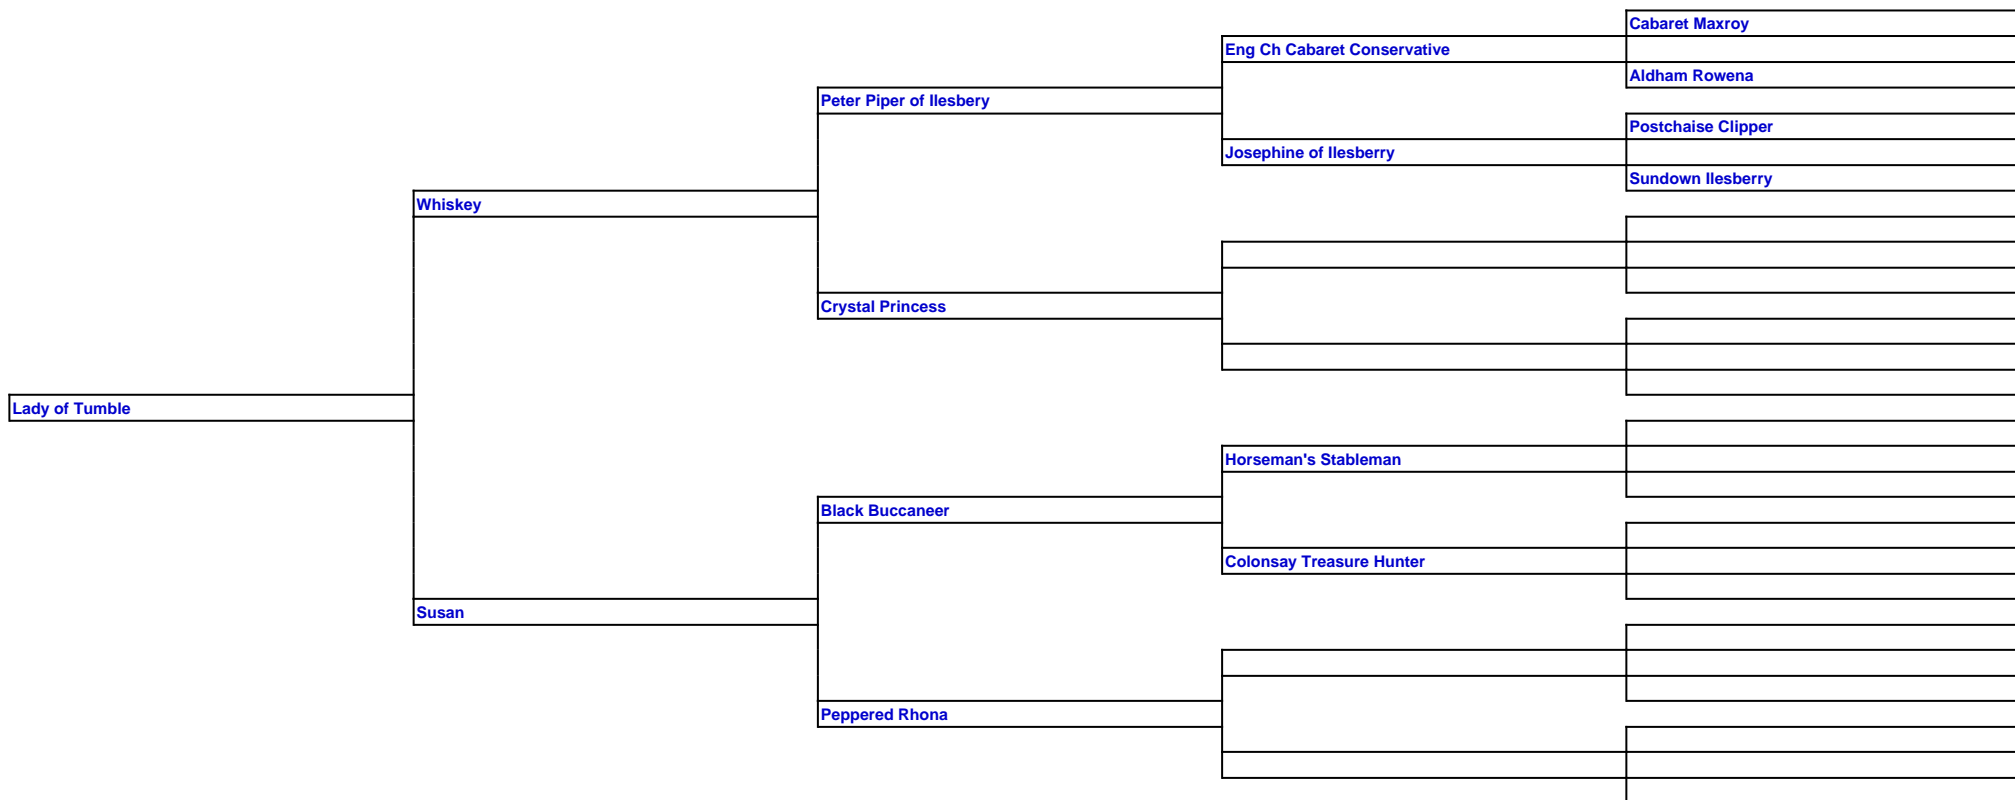 Cabaret Maxroy
Eng Ch Cabaret Conservative
Aldham Rowena
Peter Piper of Ilesbery
Postchaise Clipper
Josephine of Ilesberry
Sundown Ilesberry
Whiskey
Crystal Princess
Lady of Tumble
Horseman's Stableman
Black Buccaneer
Colonsay Treasure Hunter
Susan
Peppered Rhona